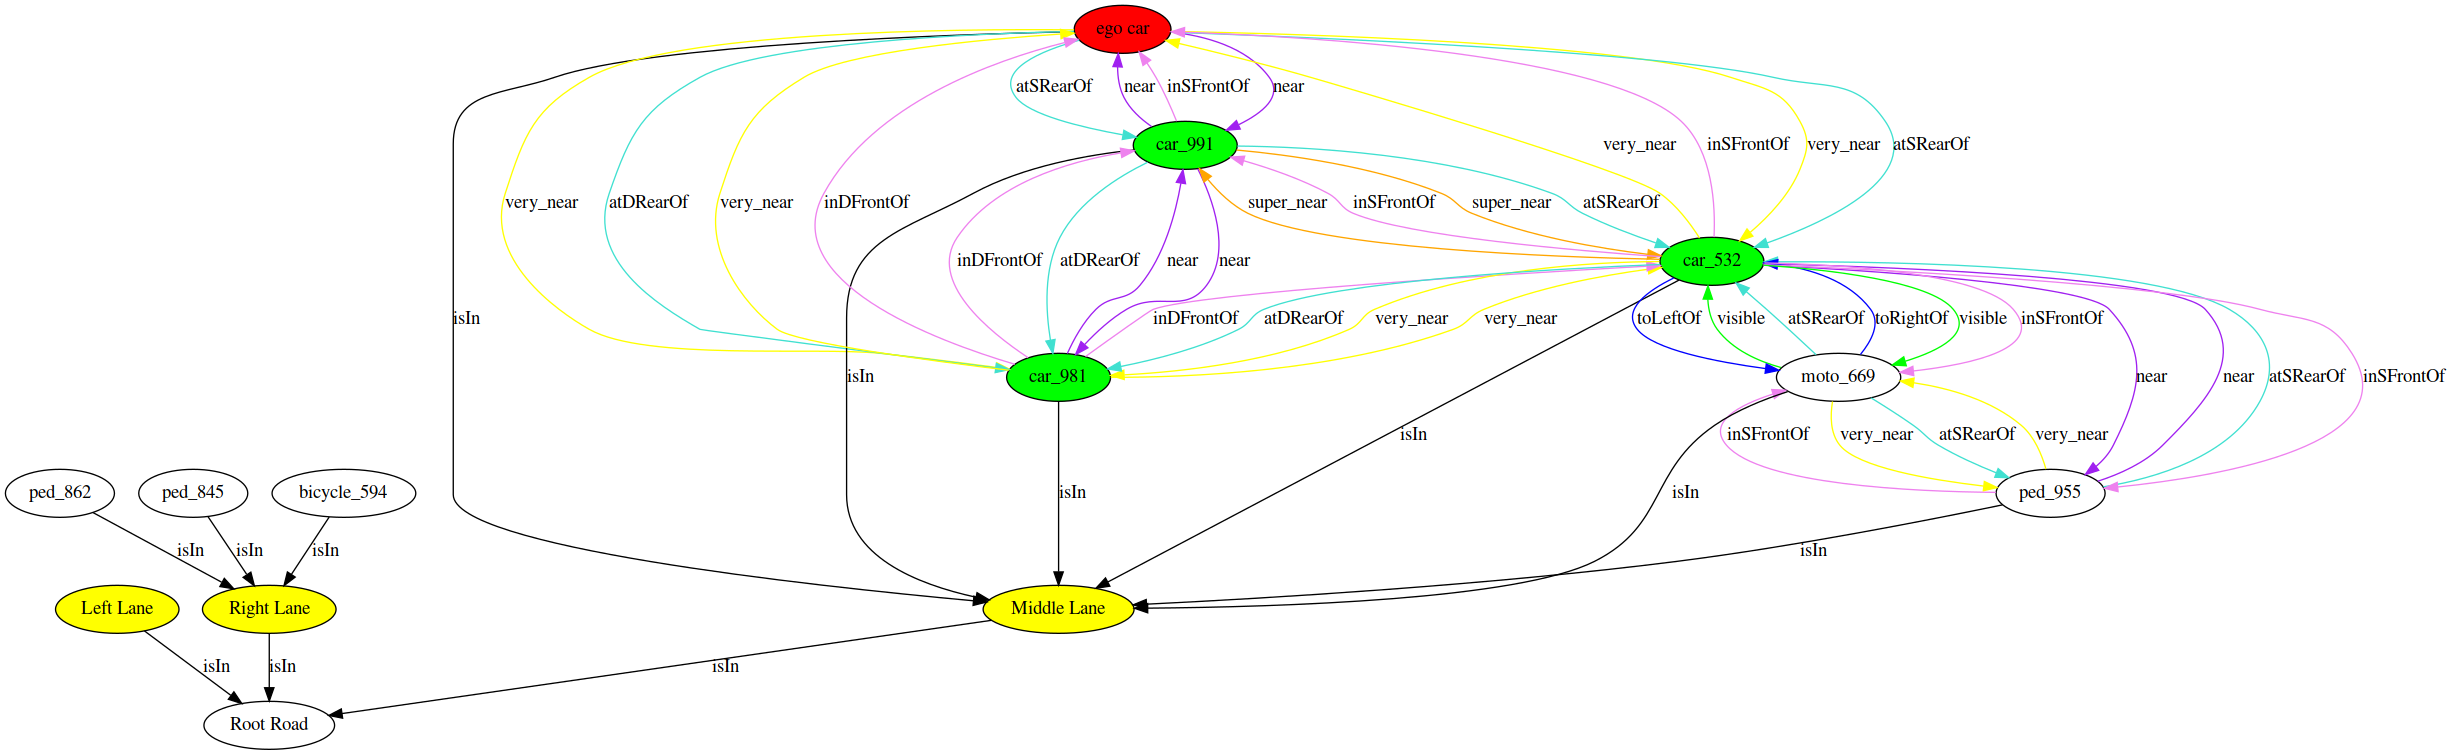 ego car
atSRearOf
near
inSFrontOf
near
car_991
very_near
inSFrontOf
very_near
atSRearOf
very_near
atDRearOf
very_near
inDFrontOf
super_near
inSFrontOf
super_near
atSRearOf
inDFrontOf
atDRearOf
near
near
car_532
isIn
inDFrontOf
atDRearOf
very_near
very_near
toLeftOf
visible
atSRearOf
toRightOf
visible
inSFrontOf
isIn
car_981
moto_669
near
near
atSRearOf
inSFrontOf
isIn
inSFrontOf
very_near
atSRearOf
very_near
ped_862
ped_845
bicycle_594
isIn
isIn
ped_955
isIn
isIn
isIn
isIn
Left Lane
Right Lane
Middle Lane
isIn
isIn
isIn
Root Road